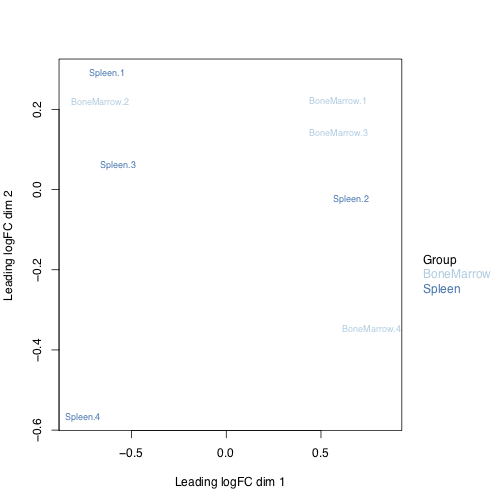 Spleen.1
BoneMarrow.2
BoneMarrow.1
BoneMarrow.3
Spleen.3
Spleen.2
BoneMarrow.4
Spleen.4
0.2
0.0
−0.2
−0.4
−0.6
Leading logFC dim 2
−0.5
0.0
0.5
Leading logFC dim 1
Group
BoneMarrow
Spleen